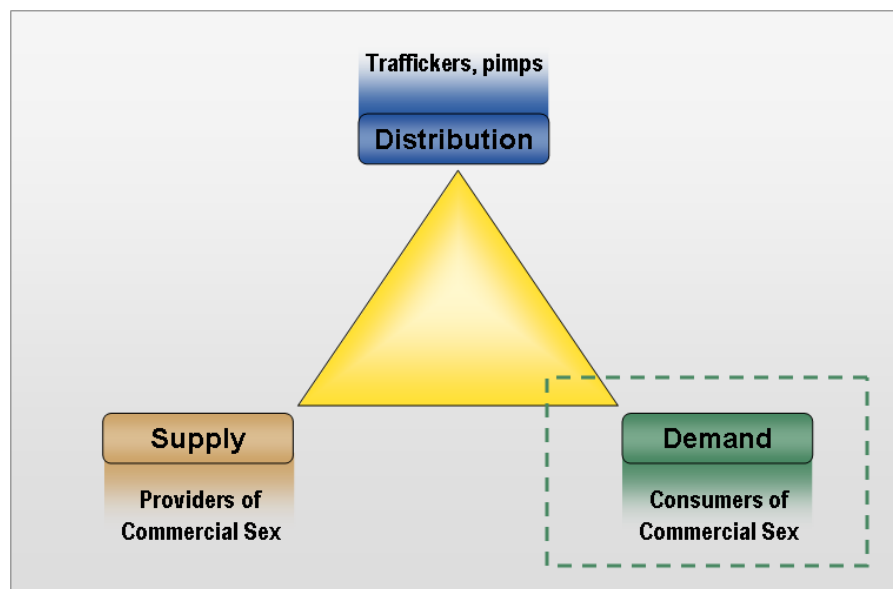 Traffickers, pimps
Distribution
Supply
Providers of
Commercial Sex
Demand
Consumers of
Commercial Sex